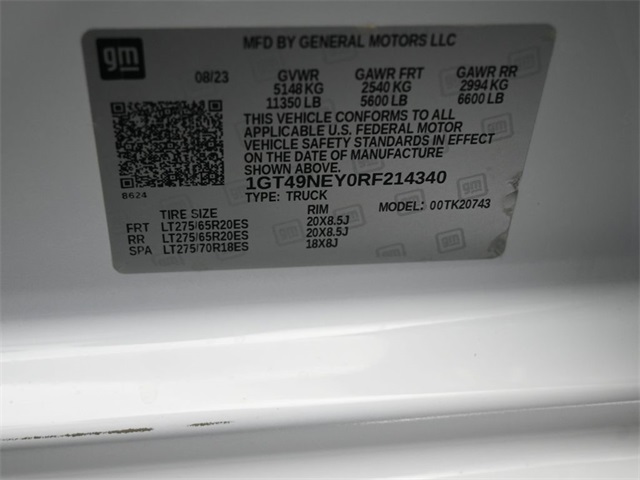 gm
MFD BY GENERAL MOTORS LLC
08/23 GVWR GAWR FRT GAWR RR
5148 KG 2540 KG 2994 KG
11350 LB 5600 LB 6600 LB
THIS VEHICLE CONFORMS TO ALL
APPLICABLE U.S. FEDERAL MOTOR
VEHICLE SAFETY STANDARDS IN EFFECT
ON THE DATE OF MANUFACTURE
SHOWN ABOVE.
B624
1GT49NEY0RF214340
TYPE: TRUCK MODEL: 00TK20743
TIRE SIZE RIM
FRT LT275/65R20ES 20X8.5J
RR LT275/65R20ES 20X8.5J
SPA LT275/70R18ES 18X8J